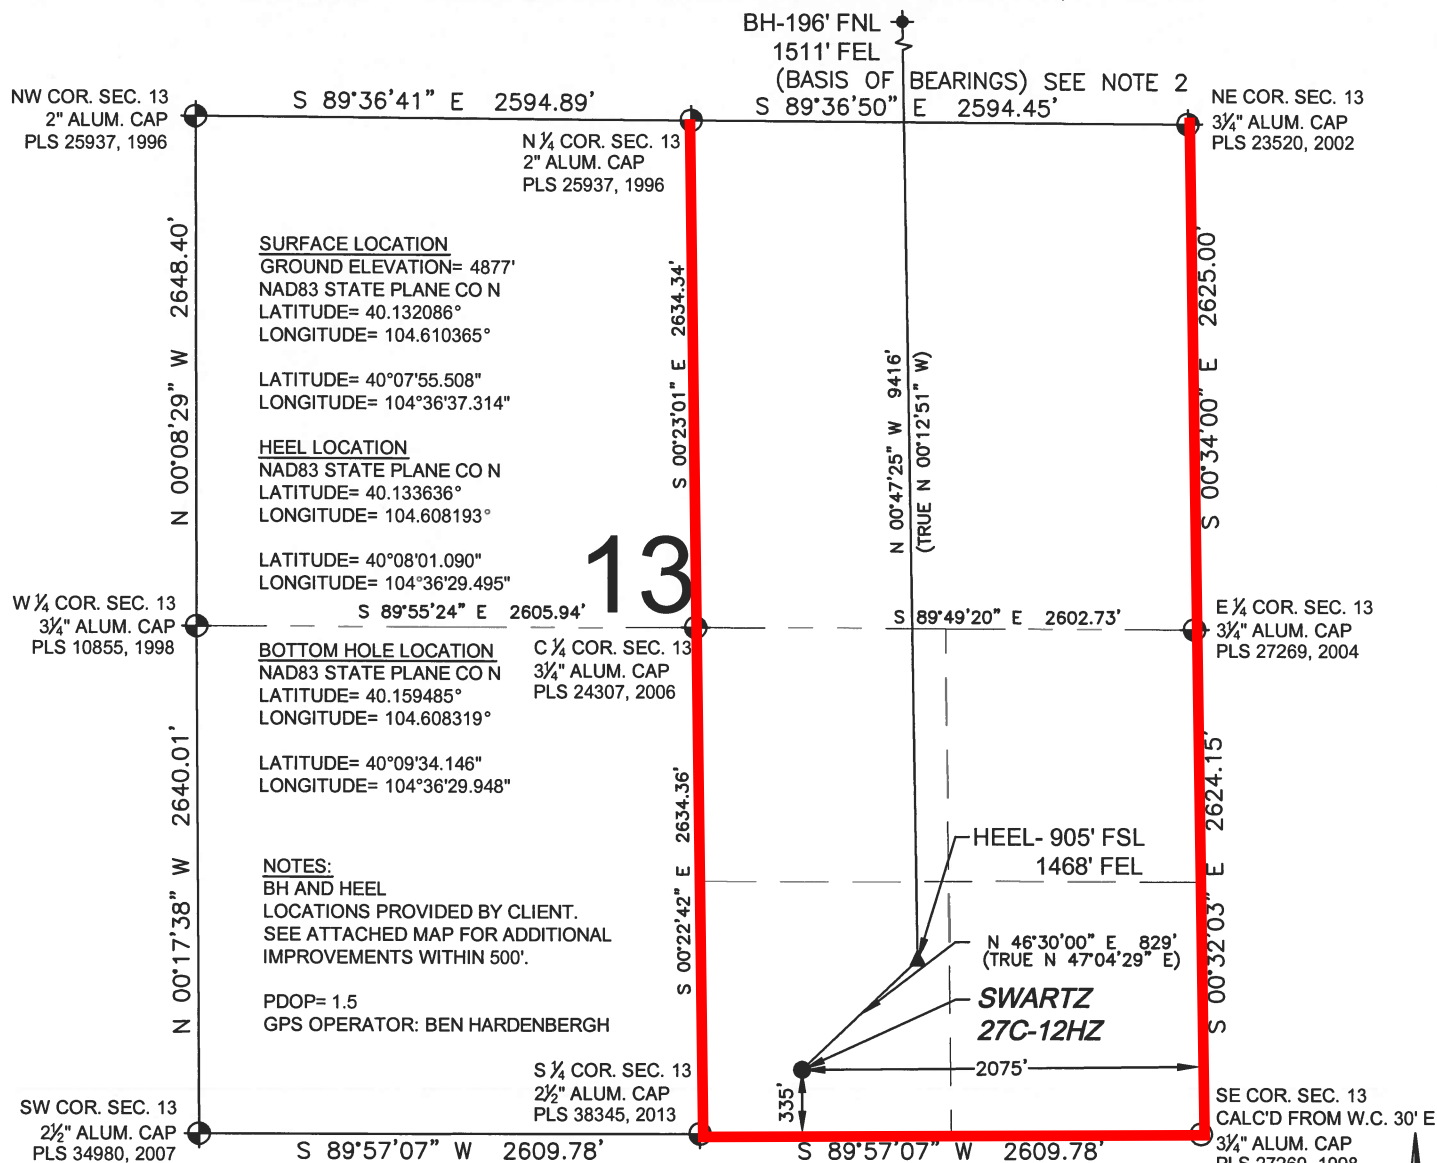 BH-196' FNL
1511' FEL
(BASIS OF BEARINGS) SEE NOTE 2
S 89°36'41" E 2594.89'
S 89°36'50" E 2594.45'
NW COR. SEC. 13
2" ALUM. CAP
PLS 25937, 1996
N ¼ COR. SEC. 13
2" ALUM. CAP
PLS 25937, 1996
NE COR. SEC. 13
3¼" ALUM. CAP
PLS 23520, 2002
N 00°08'29" W 2648.40'
SURFACE LOCATION
GROUND ELEVATION= 4877'
NAD83 STATE PLANE CO N
LATITUDE= 40.132086°
LONGITUDE= 104.610365°
LATITUDE= 40°07'55.508"
LONGITUDE= 104°36'37.314"
HEEL LOCATION
NAD83 STATE PLANE CO N
LATITUDE= 40.133636°
LONGITUDE= 104.608193°
LATITUDE= 40°08'01.090"
LONGITUDE= 104°36'29.495"
S 00°23'01" E 2634.34'
N 00°47'25" W 9416'
(TRUE N 00°12'51" W)
S 00°34'00" E 2625.00'
13
W ¼ COR. SEC. 13
3¼" ALUM. CAP
PLS 10855, 1998
S 89°55'24" E 2605.94'
S 89°49'20" E 2602.73'
E ¼ COR. SEC. 13
3¼" ALUM. CAP
PLS 27269, 2004
C ¼ COR. SEC. 13
3¼" ALUM. CAP
PLS 24307, 2006
BOTTOM HOLE LOCATION
NAD83 STATE PLANE CO N
LATITUDE= 40.159485°
LONGITUDE= 104.608319°
LATITUDE= 40°09'34.146"
LONGITUDE= 104°36'29.948"
N 00°17'38" W 2640.01'
S 00°22'42" E 2634.36'
S 00°32'03" E 2624.15'
HEEL- 905' FSL
1468' FEL
NOTES:
BH AND HEEL
LOCATIONS PROVIDED BY CLIENT.
SEE ATTACHED MAP FOR ADDITIONAL
IMPROVEMENTS WITHIN 500'.
PDOP= 1.5
GPS OPERATOR: BEN HARDENBERGH
N 46°30'00" E 829'
(TRUE N 47°04'29" E)
SWARTZ
27C-12HZ
2075'
335'
S ¼ COR. SEC. 13
2½" ALUM. CAP
PLS 38345, 2013
SW COR. SEC. 13
2½" ALUM. CAP
PLS 34980, 2007
S 89°57'07" W 2609.78'
S 89°57'07" W 2609.78'
SE COR. SEC. 13
CALC'D FROM W.C. 30' E
3¼" ALUM. CAP
PLS 27269, 1998